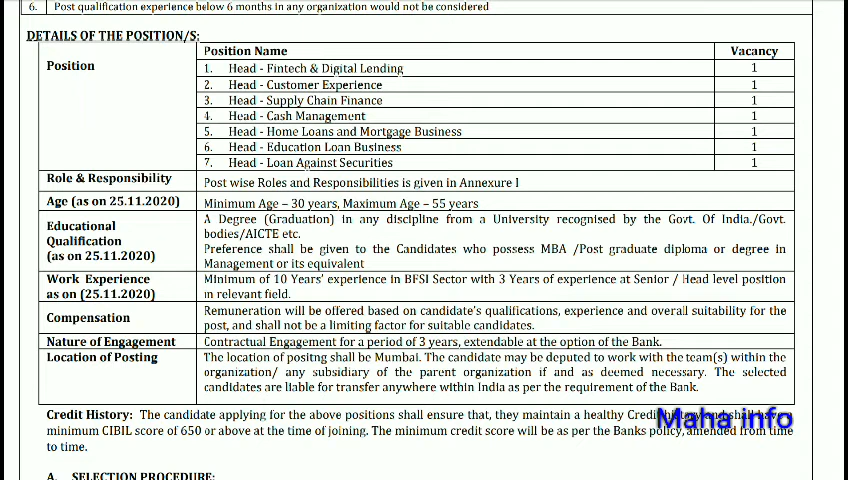 6. Post qualification experience below 6 months in any organization would not be considered
DETAILS OF THE POSITION/S:
Position
Position Name Vacancy
1. Head - Fintech & Digital Lending 1
2. Head - Customer Experience 1
3. Head - Supply Chain Finance 1
4. Head - Cash Management 1
5. Head - Home Loans and Mortgage Business 1
6. Head - Education Loan Business 1
7. Head - Loan Against Securities 1
Role & Responsibility Post wise Roles and Responsibilities is given in Annexure I
Age (as on 25.11.2020) Minimum Age – 30 years, Maximum Age – 55 years
Educational Qualification (as on 25.11.2020)
A Degree (Graduation) in any discipline from a University recognised by the Govt. Of India./Govt.
bodies/AICTE etc.
Preference shall be given to the Candidates who possess MBA /Post graduate diploma or degree in
Management or its equivalent
Work Experience as on (25.11.2020)
Minimum of 10 Years' experience in BFSI Sector with 3 Years of experience at Senior / Head level position
in relevant field.
Compensation
Remuneration will be offered based on candidate's qualifications, experience and overall suitability for the
post, and shall not be a limiting factor for suitable candidates.
Nature of Engagement Contractual Engagement for a period of 3 years, extendable at the option of the Bank.
Location of Posting The location of positng shall be Mumbai. The candidate may be deputed to work with the team(s) within the
organization/ any subsidiary of the parent organization if and as deemed necessary. The selected
candidates are liable for transfer anywhere within India as per the requirement of the Bank.
Credit History: The candidate applying for the above positions shall ensure that, they maintain a healthy Credit history and shall have a
minimum CIBIL score of 650 or above at the time of joining. The minimum credit score will be as per the Banks policy, amended from time
to time.
Maha info
A. SELECTION PROCEDURE: